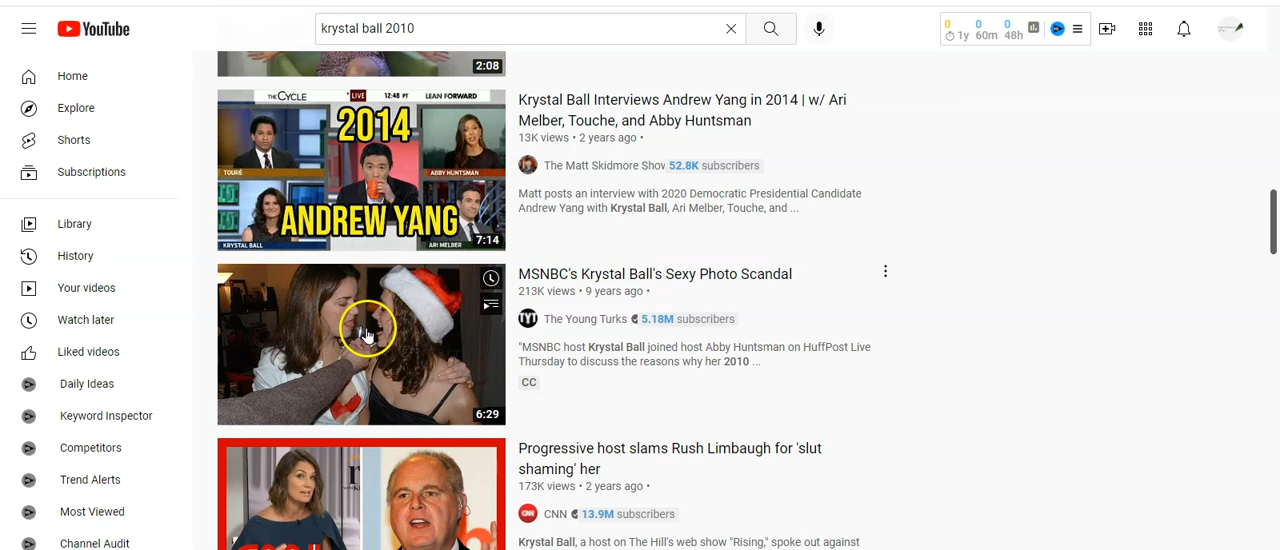 YouTube
krystal ball 2010
0 0 0
1y 60m 48h
Home
Explore
Shorts
Subscriptions
Library
History
Your videos
Watch later
Liked videos
Daily Ideas
Keyword Inspector
Competitors
Trend Alerts
Most Viewed
Channel Audit
2:08
THE CYCLE LIVE 12:48 PT LEAN FORWARD
2014
TOURÉ
ABBY HUNTSMAN
ANDREW YANG
KRYSTAL BALL
ARI MELBER
7:14
Krystal Ball Interviews Andrew Yang in 2014 | w/ Ari
Melber, Touche, and Abby Huntsman
13K views • 2 years ago •
The Matt Skidmore Show 52.8K subscribers
Matt posts an interview with 2020 Democratic Presidential Candidate
Andrew Yang with Krystal Ball, Ari Melber, Touche, and ...
6:29
MSNBC's Krystal Ball's Sexy Photo Scandal
213K views • 9 years ago •
TYT
The Young Turks 5.18M subscribers
"MSNBC host Krystal Ball joined host Abby Huntsman on HuffPost Live
Thursday to discuss the reasons why her 2010 ...
CC
Progressive host slams Rush Limbaugh for 'slut
shaming' her
173K views • 2 years ago •
CNN
CNN 13.9M subscribers
Krystal Ball, a host on The Hill's web show "Rising," spoke out against